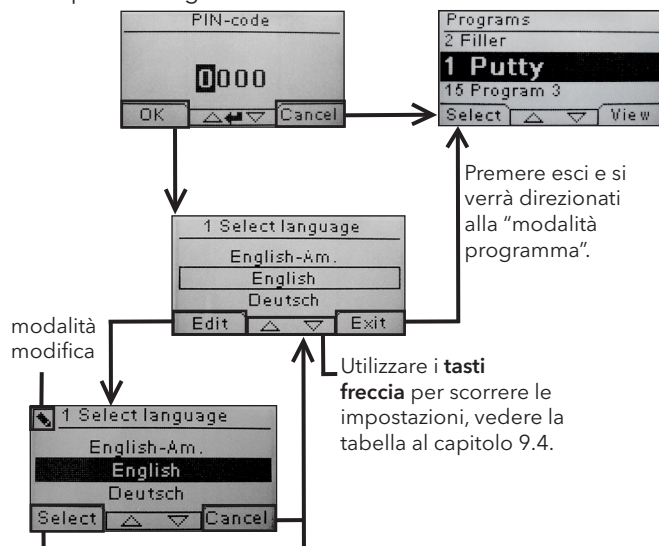 PIN-code
0000
OK
Cancel
Programs
2 Filler
1 Putty
15 Program 3
Select
View
Premere esci e si
verrà direzionati
alla “modalità
programma”.
1 Select language
English-Am.
English
Deutsch
Edit
Exit
modalità
modifica
Utilizzare i tasti
freccia per scorrere le
impostazioni, vedere la
tabella al capitolo 9.4.
1 Select language
English-Am.
English
Deutsch
Select
Cancel